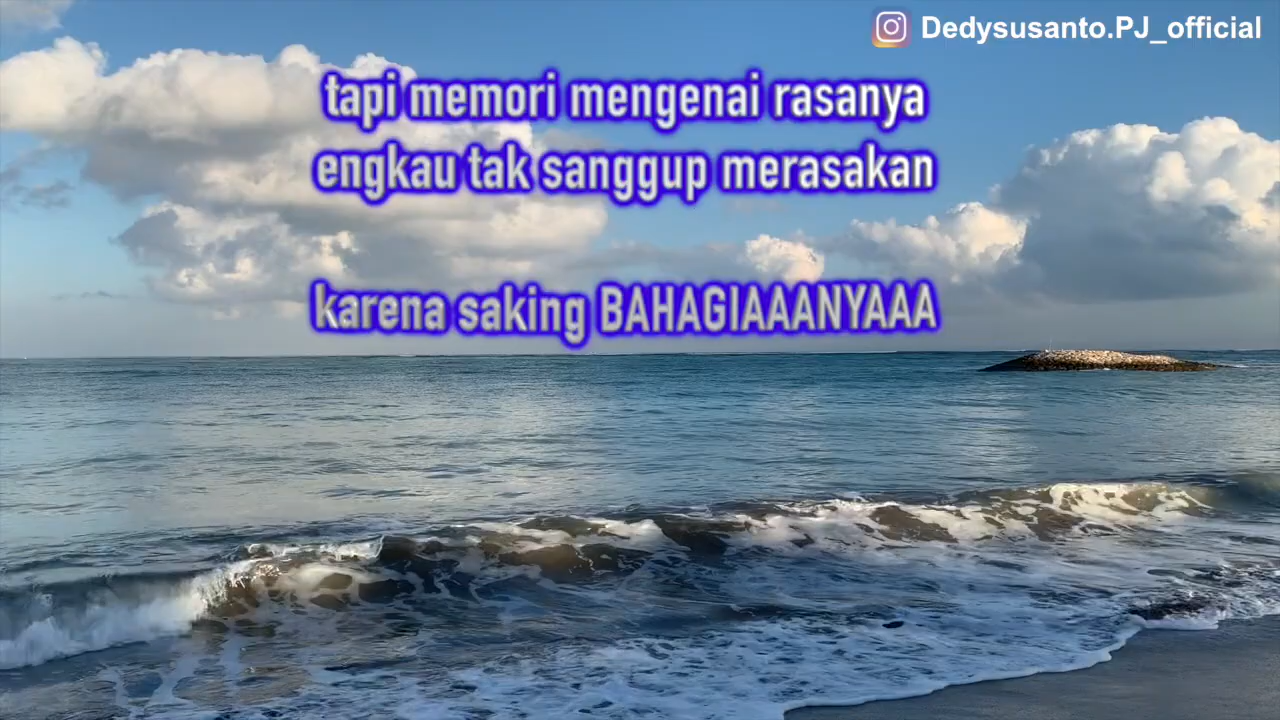 Dedysusanto.PJ_official
tapi memori mengenai rasanya
engkau tak sanggup merasakan
karena saking BAHAGIAAANYAAA